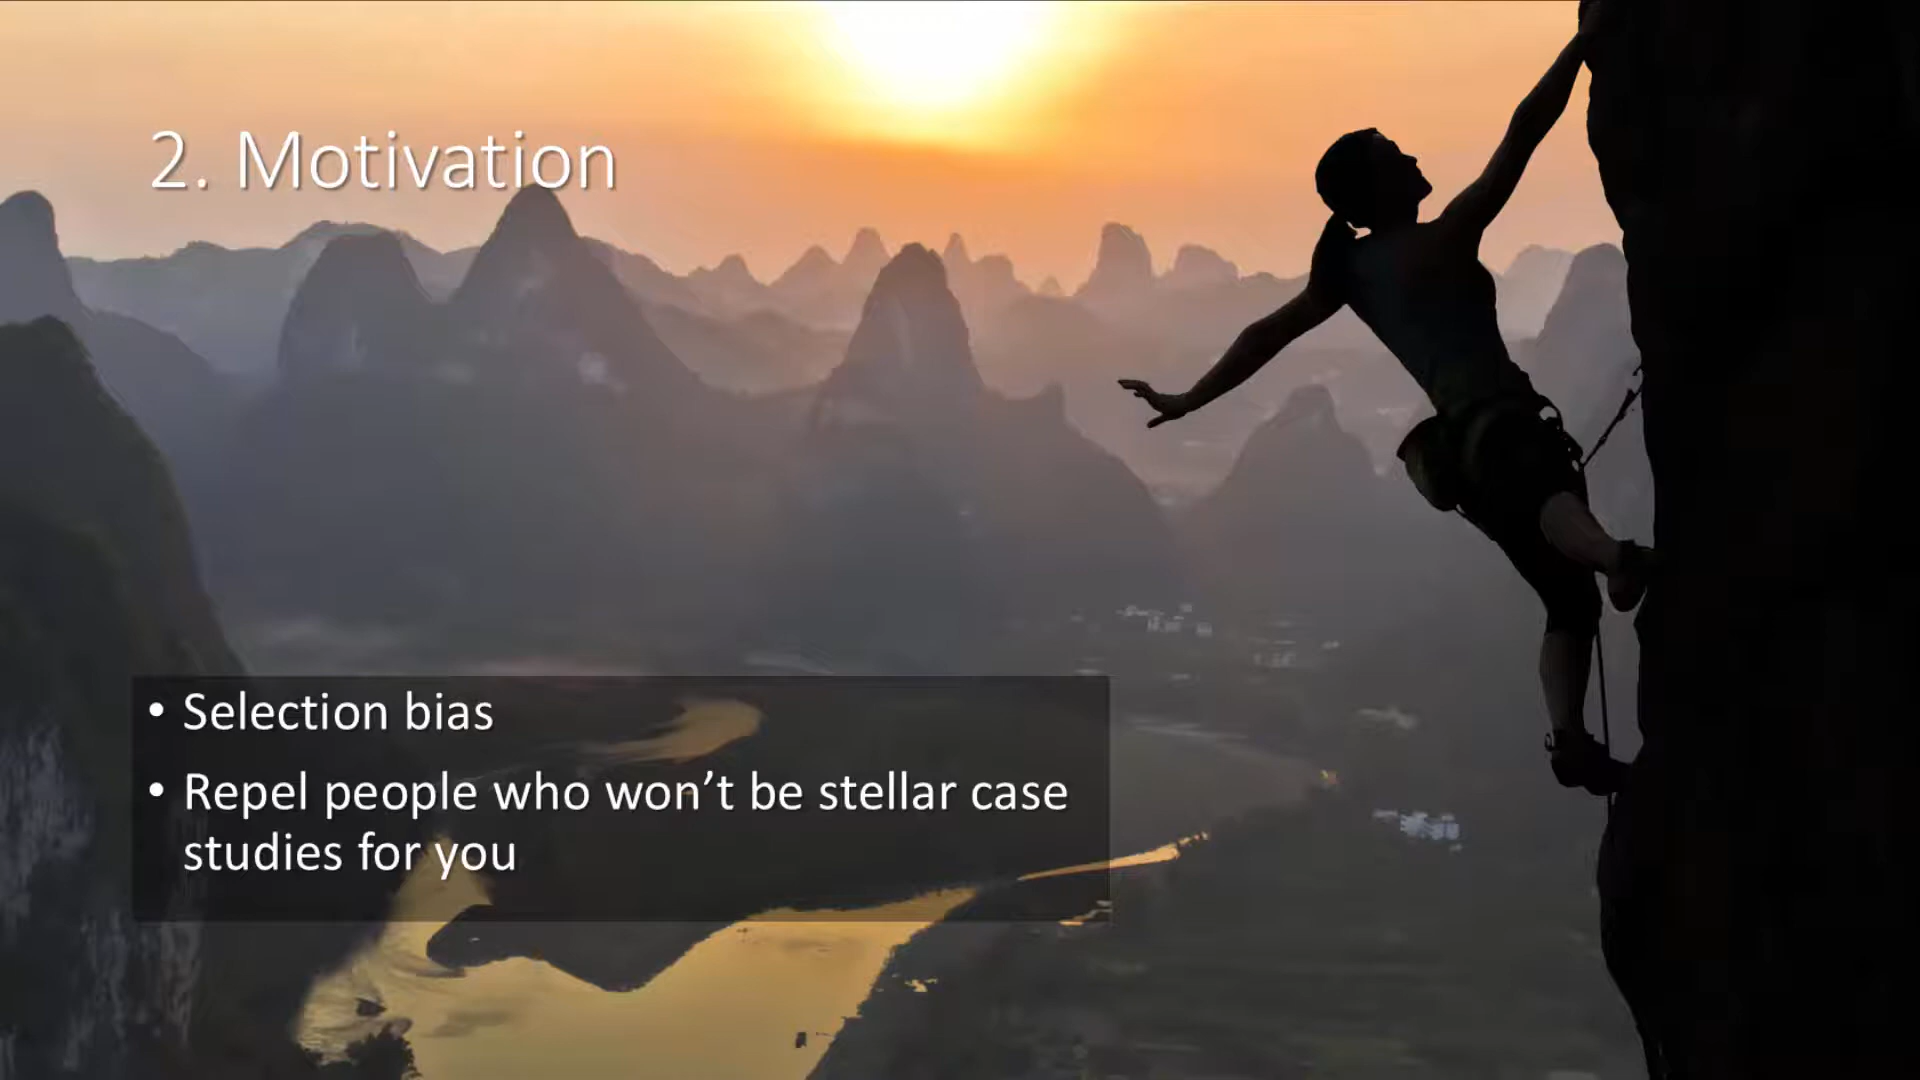 2. Motivation
• Selection bias
• Repel people who won’t be stellar case
studies for you